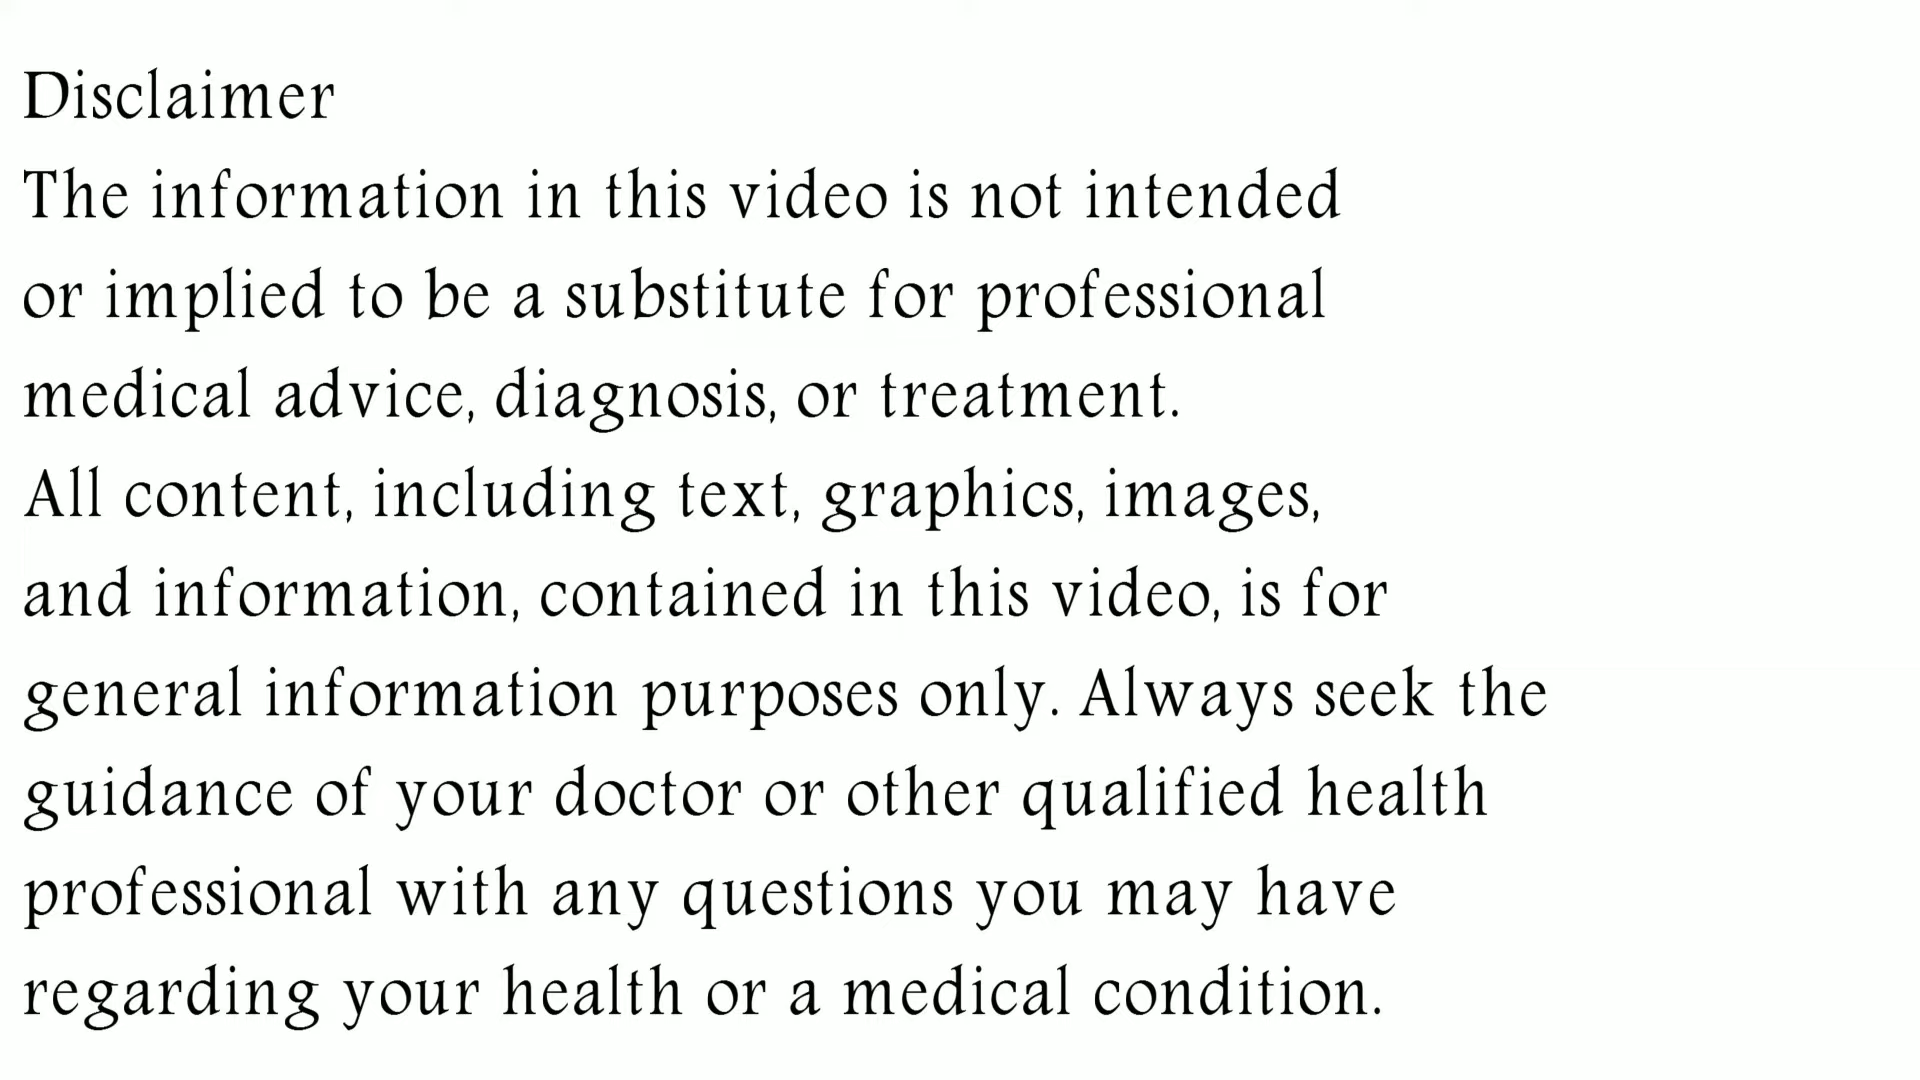 Disclaimer
The information in this video is not intended
or implied to be a substitute for professional
medical advice, diagnosis, or treatment.
All content, including text, graphics, images,
and information, contained in this video, is for
general information purposes only. Always seek the
guidance of your doctor or other qualified health
professional with any questions you may have
regarding your health or a medical condition.